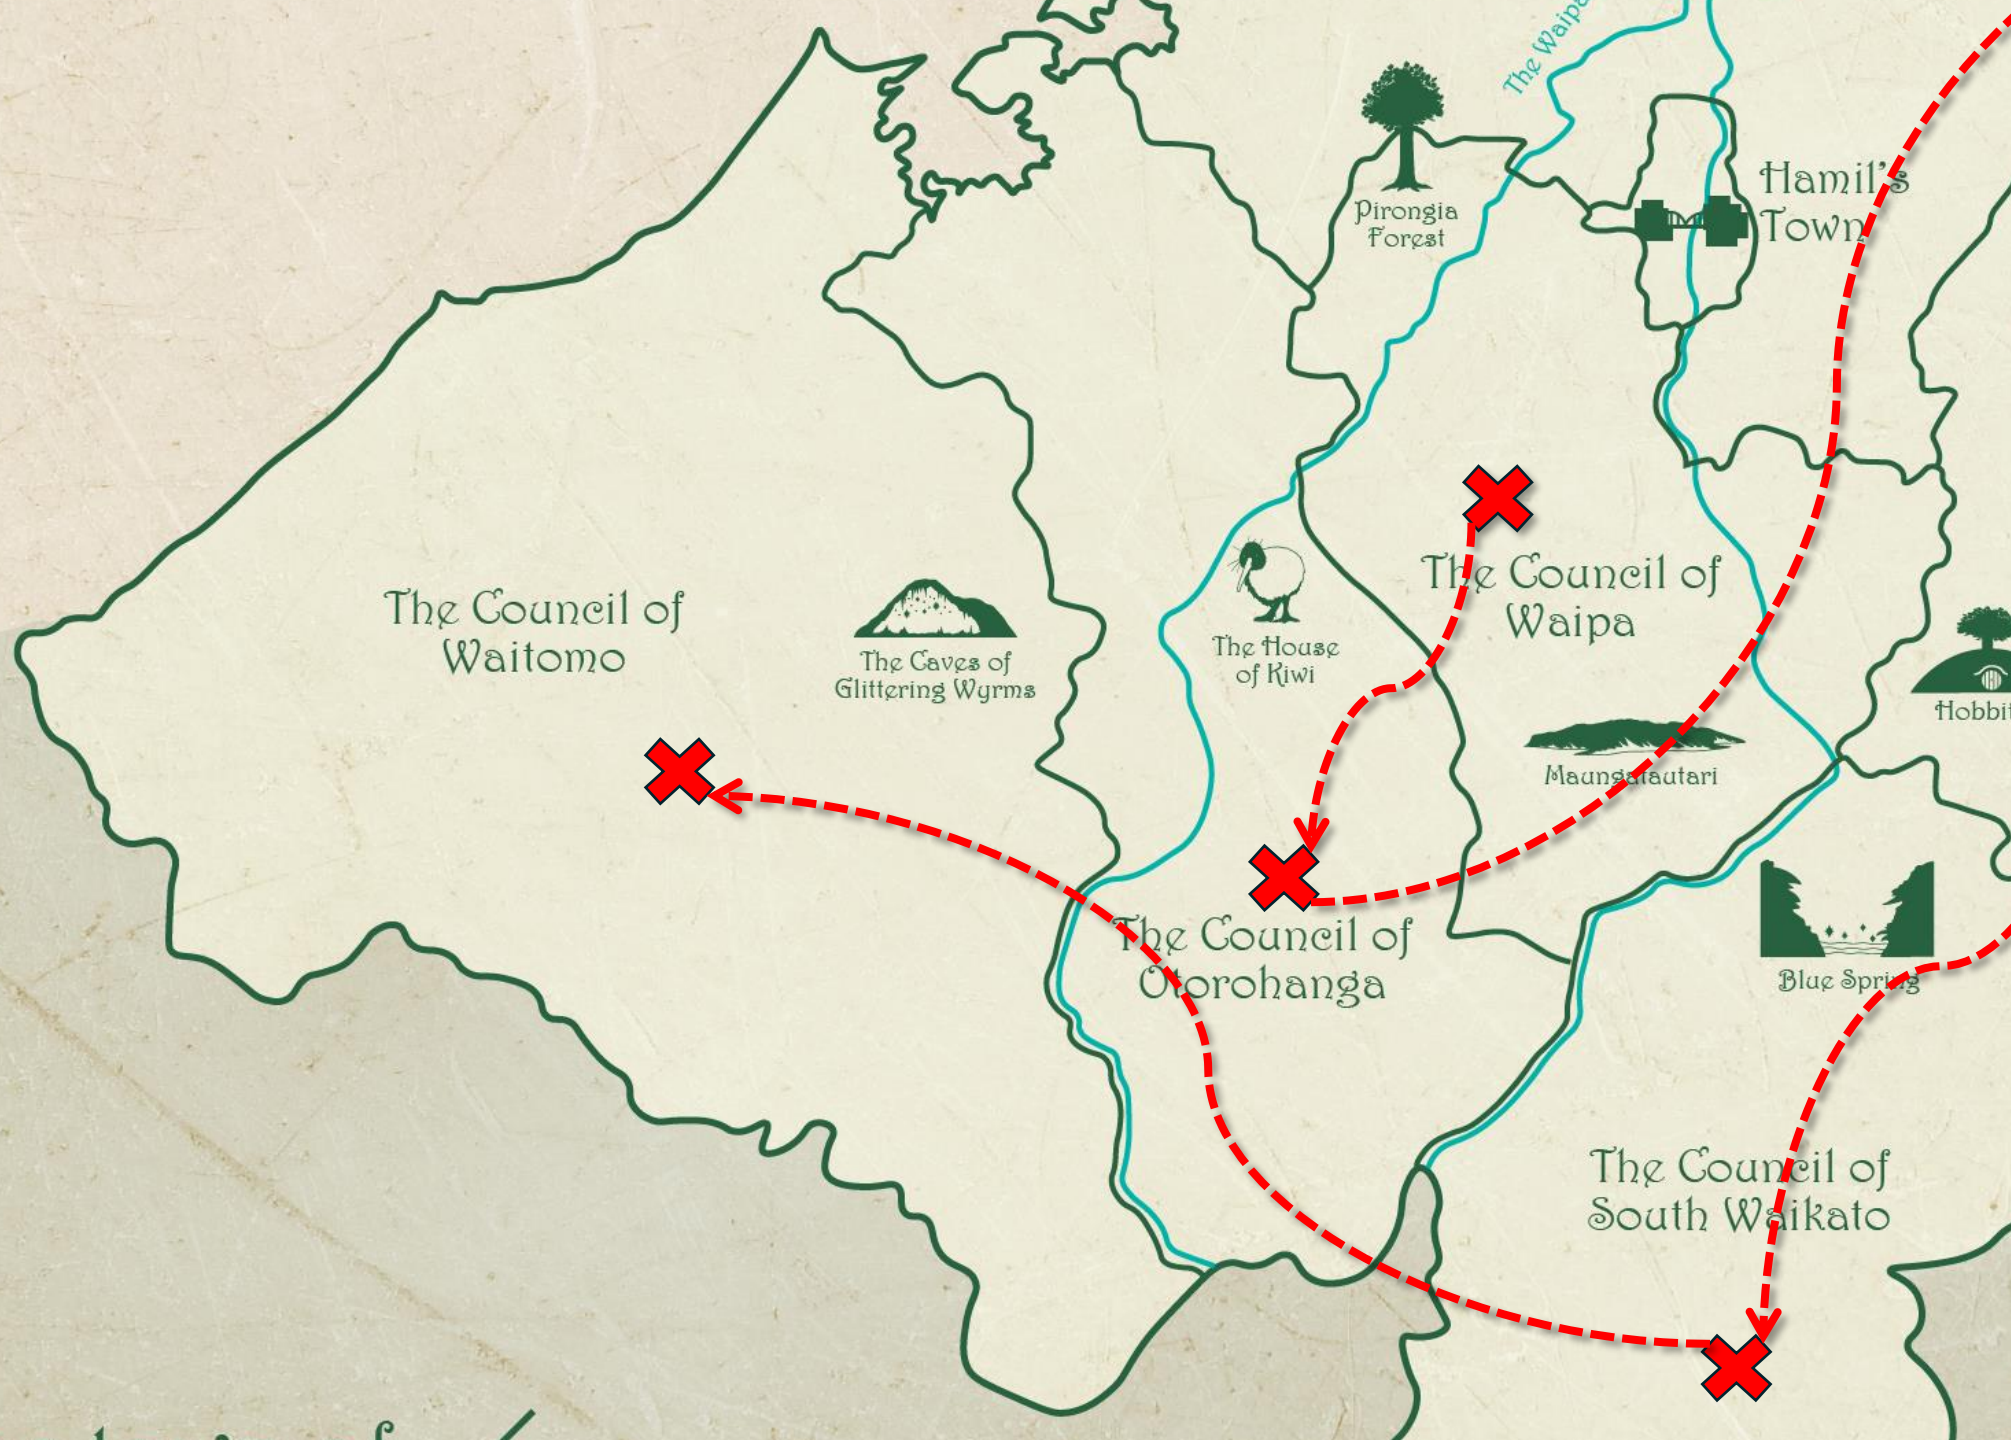 The Waipa
Pirongia
Forest
Hamil's
Town
The Council of
Waitomo
The Caves of
Glittering Wyrms
The House
of Kiwi
The Council of
Waipa
Maungatautari
Hobbit
The Council of
Otorohanga
Blue Spring
The Council of
South Waikato